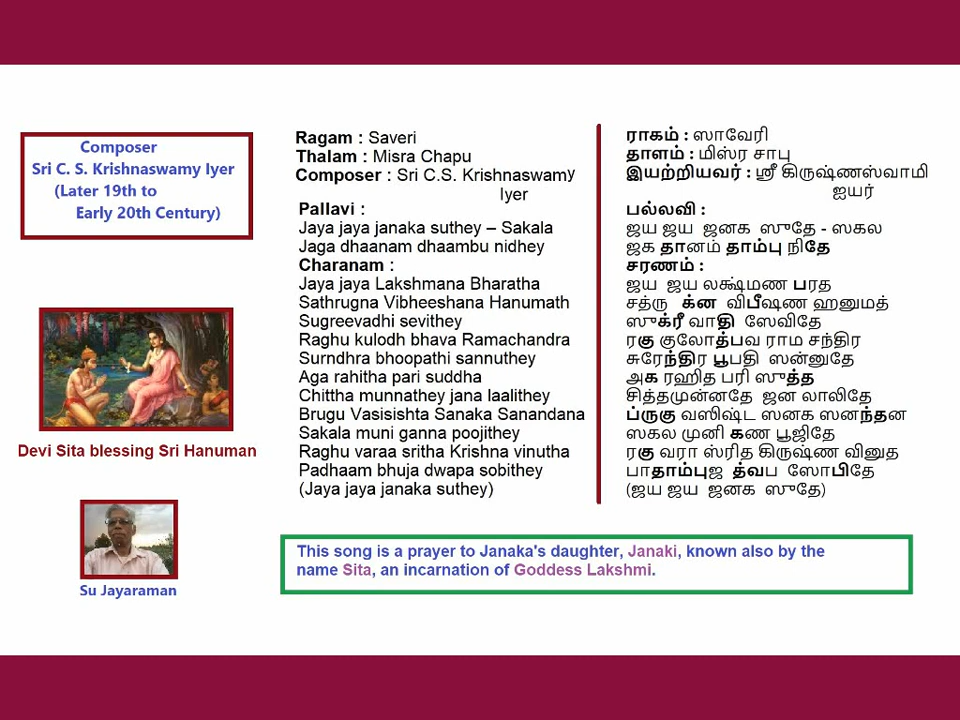 Composer
Sri C. S. Krishnaswamy Iyer
(Later 19th to
Early 20th Century)
Devi Sita blessing Sri Hanuman
Su Jayaraman
Ragam : Saveri
Thalam : Misra Chapu
Composer : Sri C.S. Krishnaswamy
Iyer
Pallavi :
Jaya jaya janaka suthey – Sakala
Jaga dhaanam dhaambu nidhey
Charanam :
Jaya jaya Lakshmana Bharatha
Sathrugna Vibheeshana Hanumath
Sugreevadhi sevithey
Raghu kulodh bhava Ramachandra
Surndhra bhoopathi sannuthey
Aga rahitha pari suddha
Chittha munnathey jana laalithey
Brugu Vasisishta Sanaka Sanandana
Sakala muni ganna poojithey
Raghu varaa sritha Krishna vinutha
Padhaam bhuja dwapa sobithey
(Jaya jaya janaka suthey)
ராகம் : ஸாவேரி
தாளம் : மிஸ்ர சாபு
இயற்றியவர் : ஸ்ரீ கிருஷ்ணஸ்வாமி
ஐயர்
பல்லவி :
ஜய ஜய ஜனக ஸுதே - ஸகல
ஜக தானம் தாம்பு நிதே
சரணம் :
ஜய ஜய லக்ஷ்மண பரத
சத்ரு க்ன விபீஷண ஹனுமத்
ஸுக்ரீ வாதி ஸேவிதே
ரகு குலோத்பவ ராம சந்திர
சுரேந்திர பூபதி ஸன்னுதே
அக ரஹித பரி ஸுத்த
சித்தமுன்னதே ஜன லாலிதே
ப்ருகு வஸிஷ்ட ஸனக ஸனந்தன
ஸகல முனி கண பூஜிதே
ரகு வரா ஸ்ரித கிருஷ்ண வினுத
பாதாம்புஜ த்வப ஸோபிதே
(ஜய ஜய ஜனக ஸுதே)
This song is a prayer to Janaka's daughter, Janaki, known also by the
name Sita, an incarnation of Goddess Lakshmi.